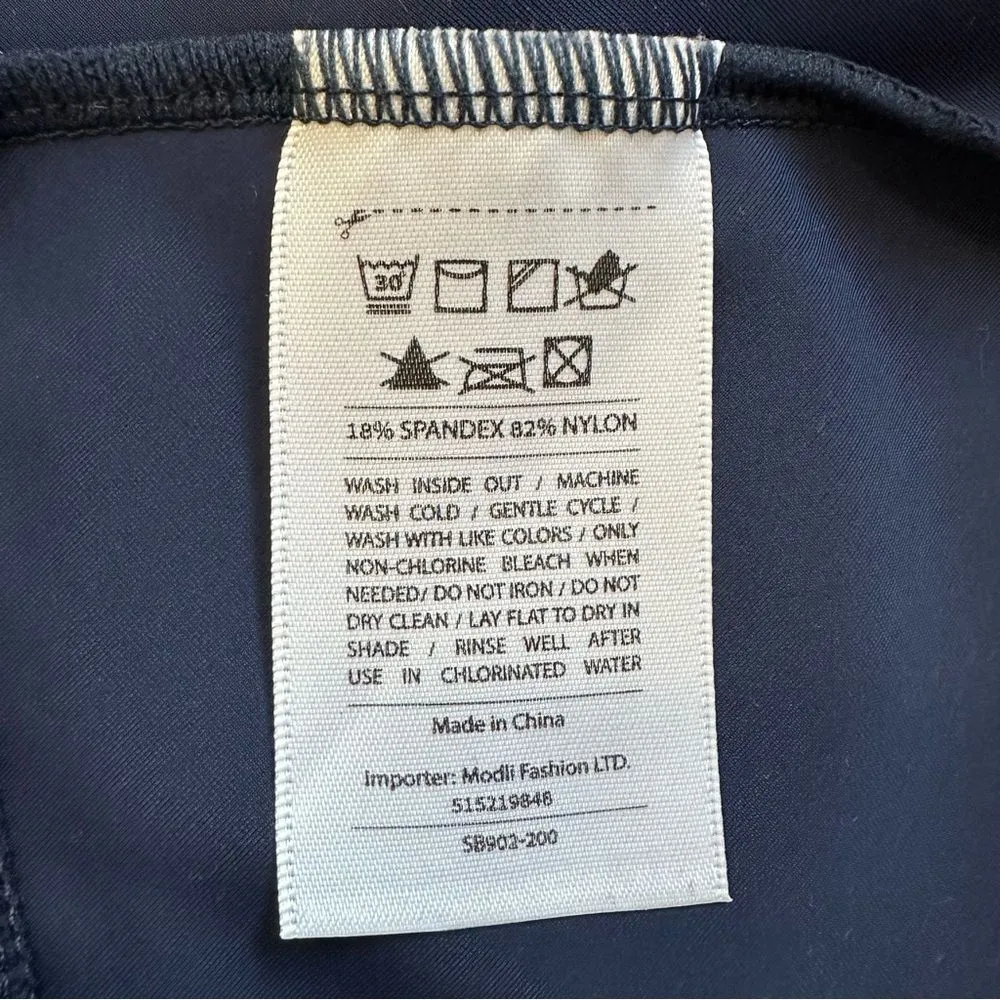 30
18% SPANDEX 82% NYLON
WASH INSIDE OUT / MACHINE
WASH COLD / GENTLE CYCLE /
WASH WITH LIKE COLORS / ONLY
NON-CHLORINE BLEACH WHEN
NEEDED/ DO NOT IRON / DO NOT
DRY CLEAN / LAY FLAT TO DRY IN
SHADE / RINSE WELL AFTER
USE IN CHLORINATED WATER
Made in China
Importer: Modli Fashion LTD.
515219848
SB902-200